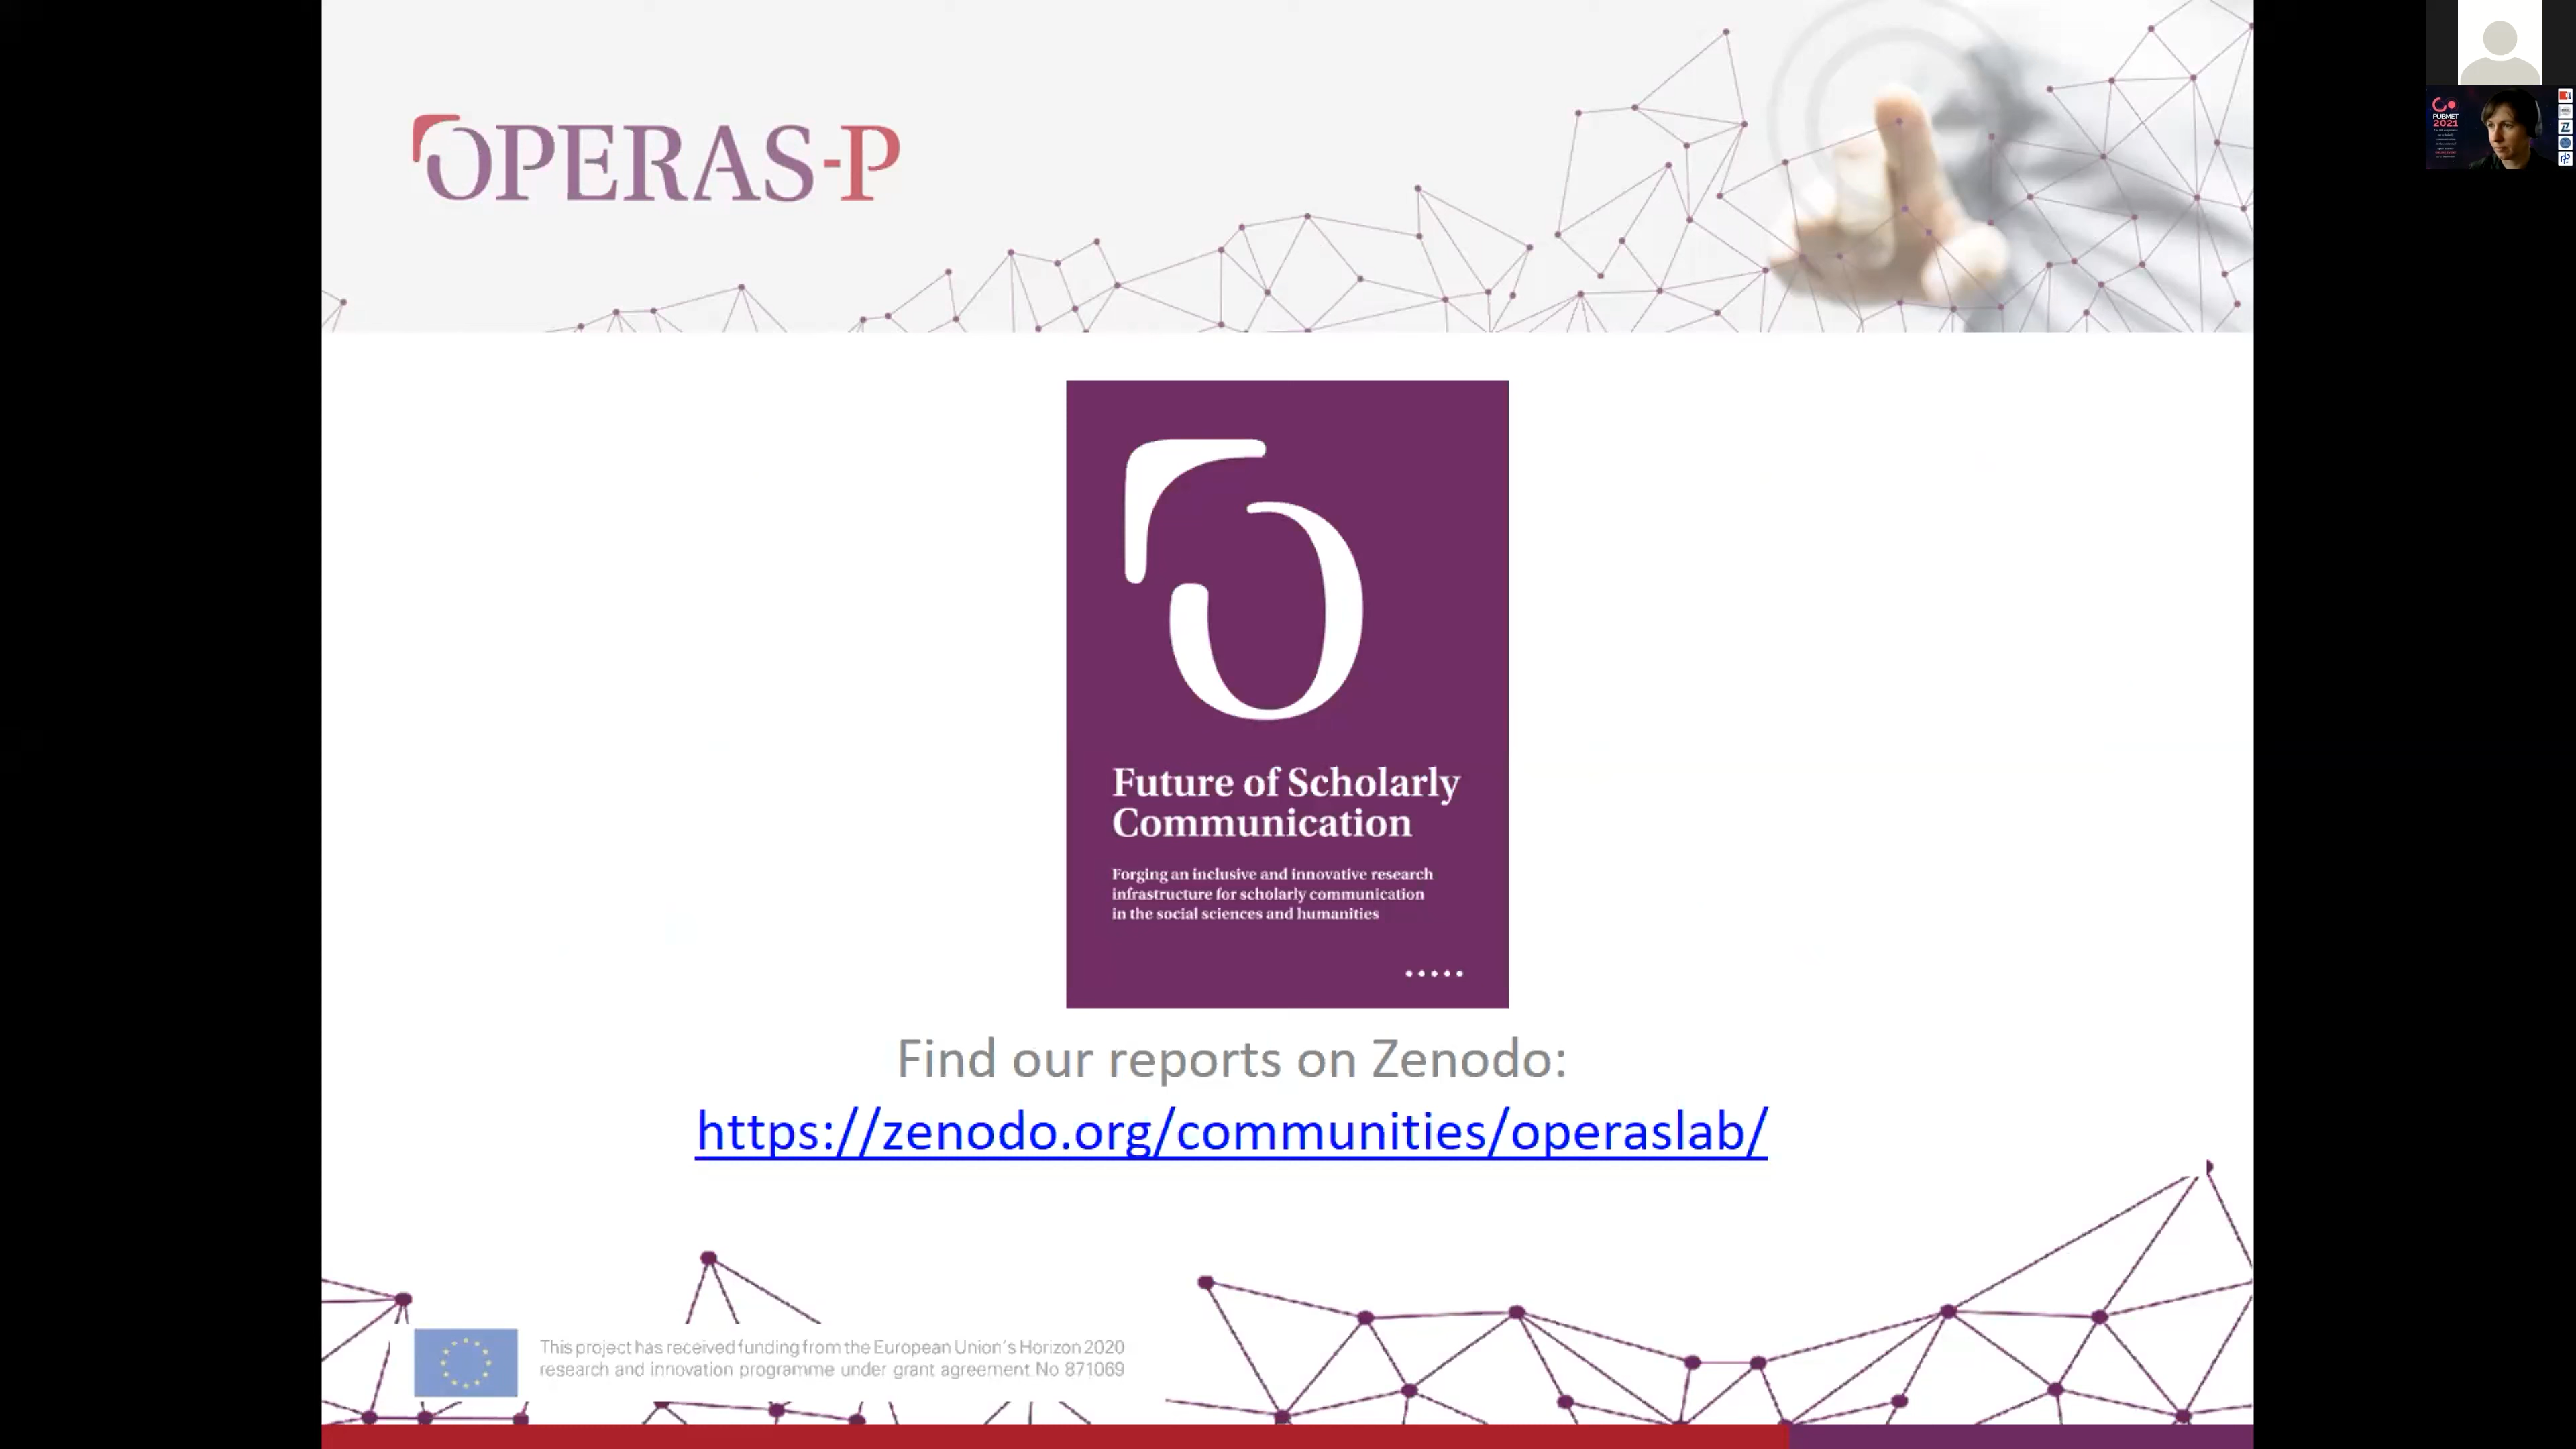 OPERAS-P
PUBMET
2021
Future of Scholarly
Communication
Forging an inclusive and innovative research
infrastructure for scholarly communication
in the social sciences and humanities
Find our reports on Zenodo:
https://zenodo.org/communities/operaslab/
This project has received funding from the European Union's Horizon 2020
research and innovation programme under grant agreement No 871069